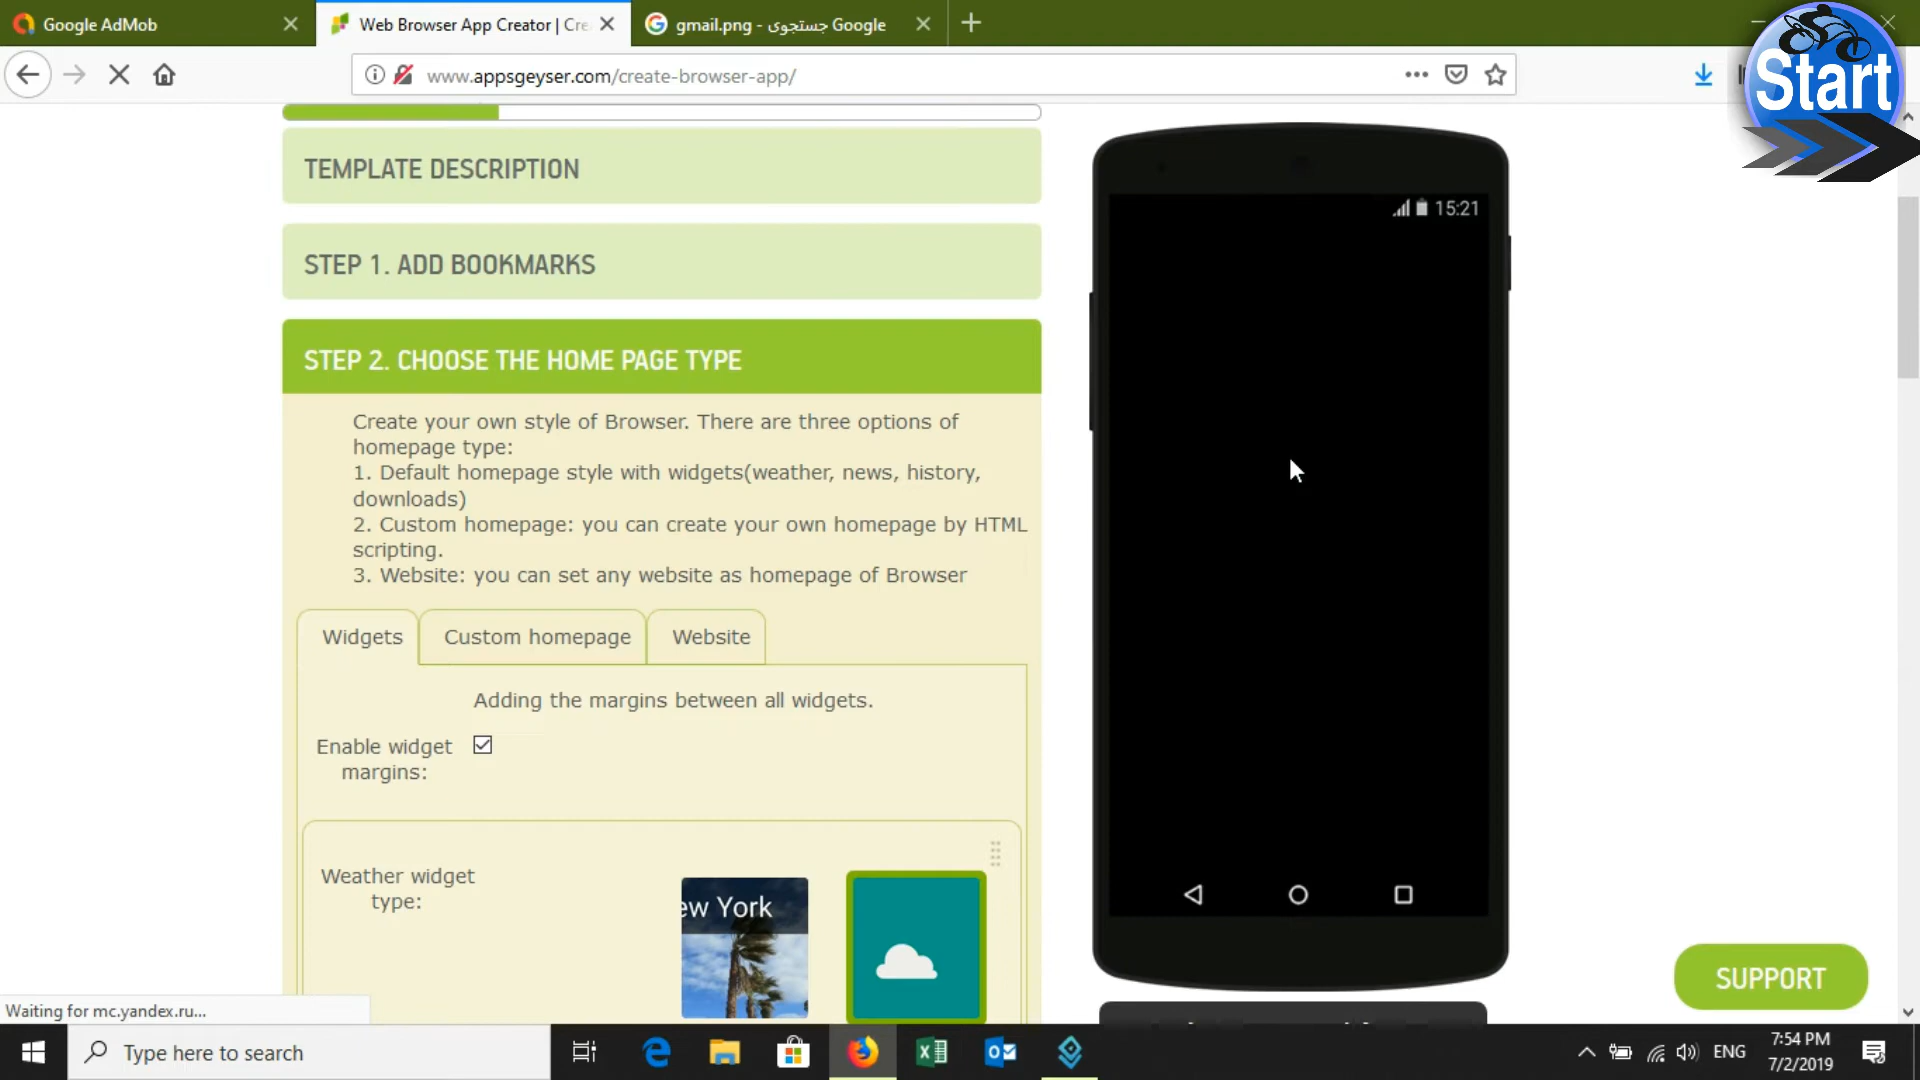 Google AdMob
Web Browser App Creator | Cre
gmail.png - جستجوی Google
www.appsgeyser.com/create-browser-app/
Start
TEMPLATE DESCRIPTION
STEP 1. ADD BOOKMARKS
STEP 2. CHOOSE THE HOME PAGE TYPE
Create your own style of Browser. There are three options of
homepage type:
1. Default homepage style with widgets(weather, news, history,
downloads)
2. Custom homepage: you can create your own homepage by HTML
scripting.
3. Website: you can set any website as homepage of Browser
Widgets
Custom homepage
Website
Adding the margins between all widgets.
Enable widget
margins:
Weather widget
type:
ew York
15:21
SUPPORT
Waiting for mc.yandex.ru...
Type here to search
ENG
7:54 PM
7/2/2019